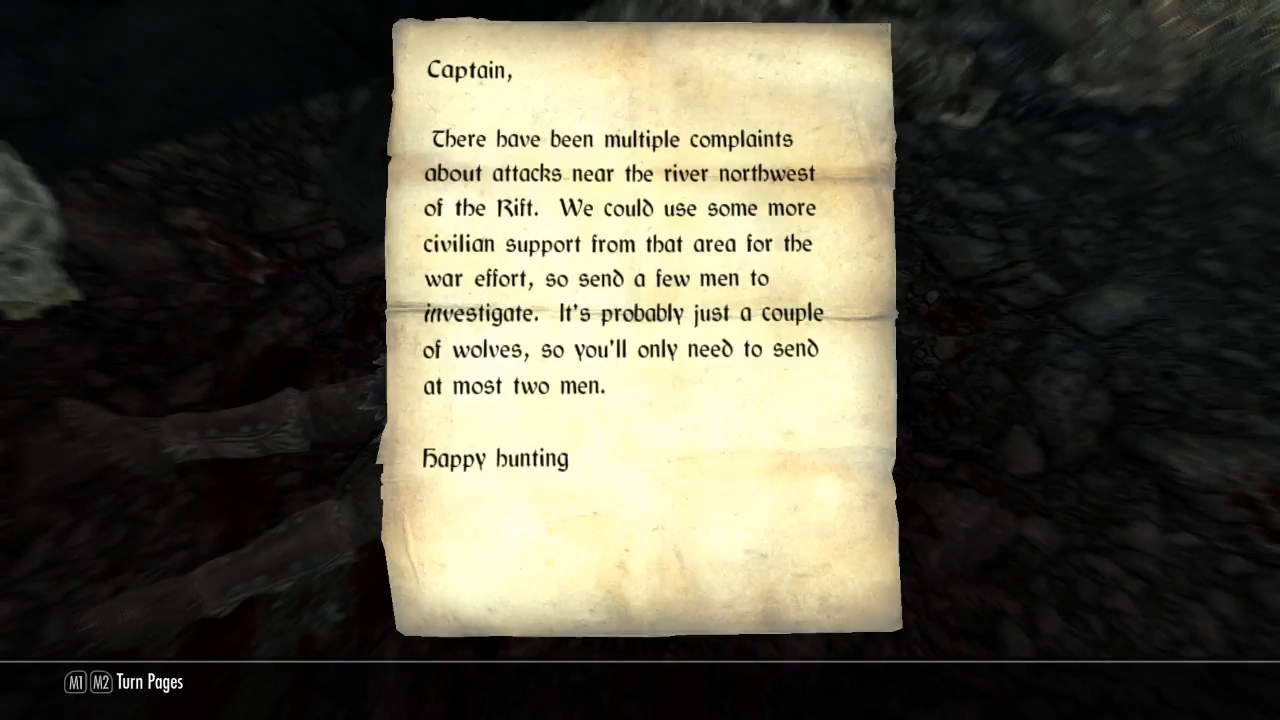 Captain,
There have been multiple complaints
about attacks near the river northwest
of the Rift. We could use some more
civilian support from that area for the
war effort, so send a few men to
investigate. It's probably just a couple
of wolves, so you'll only need to send
at most two men.
Happy hunting
M1 M2 Turn Pages